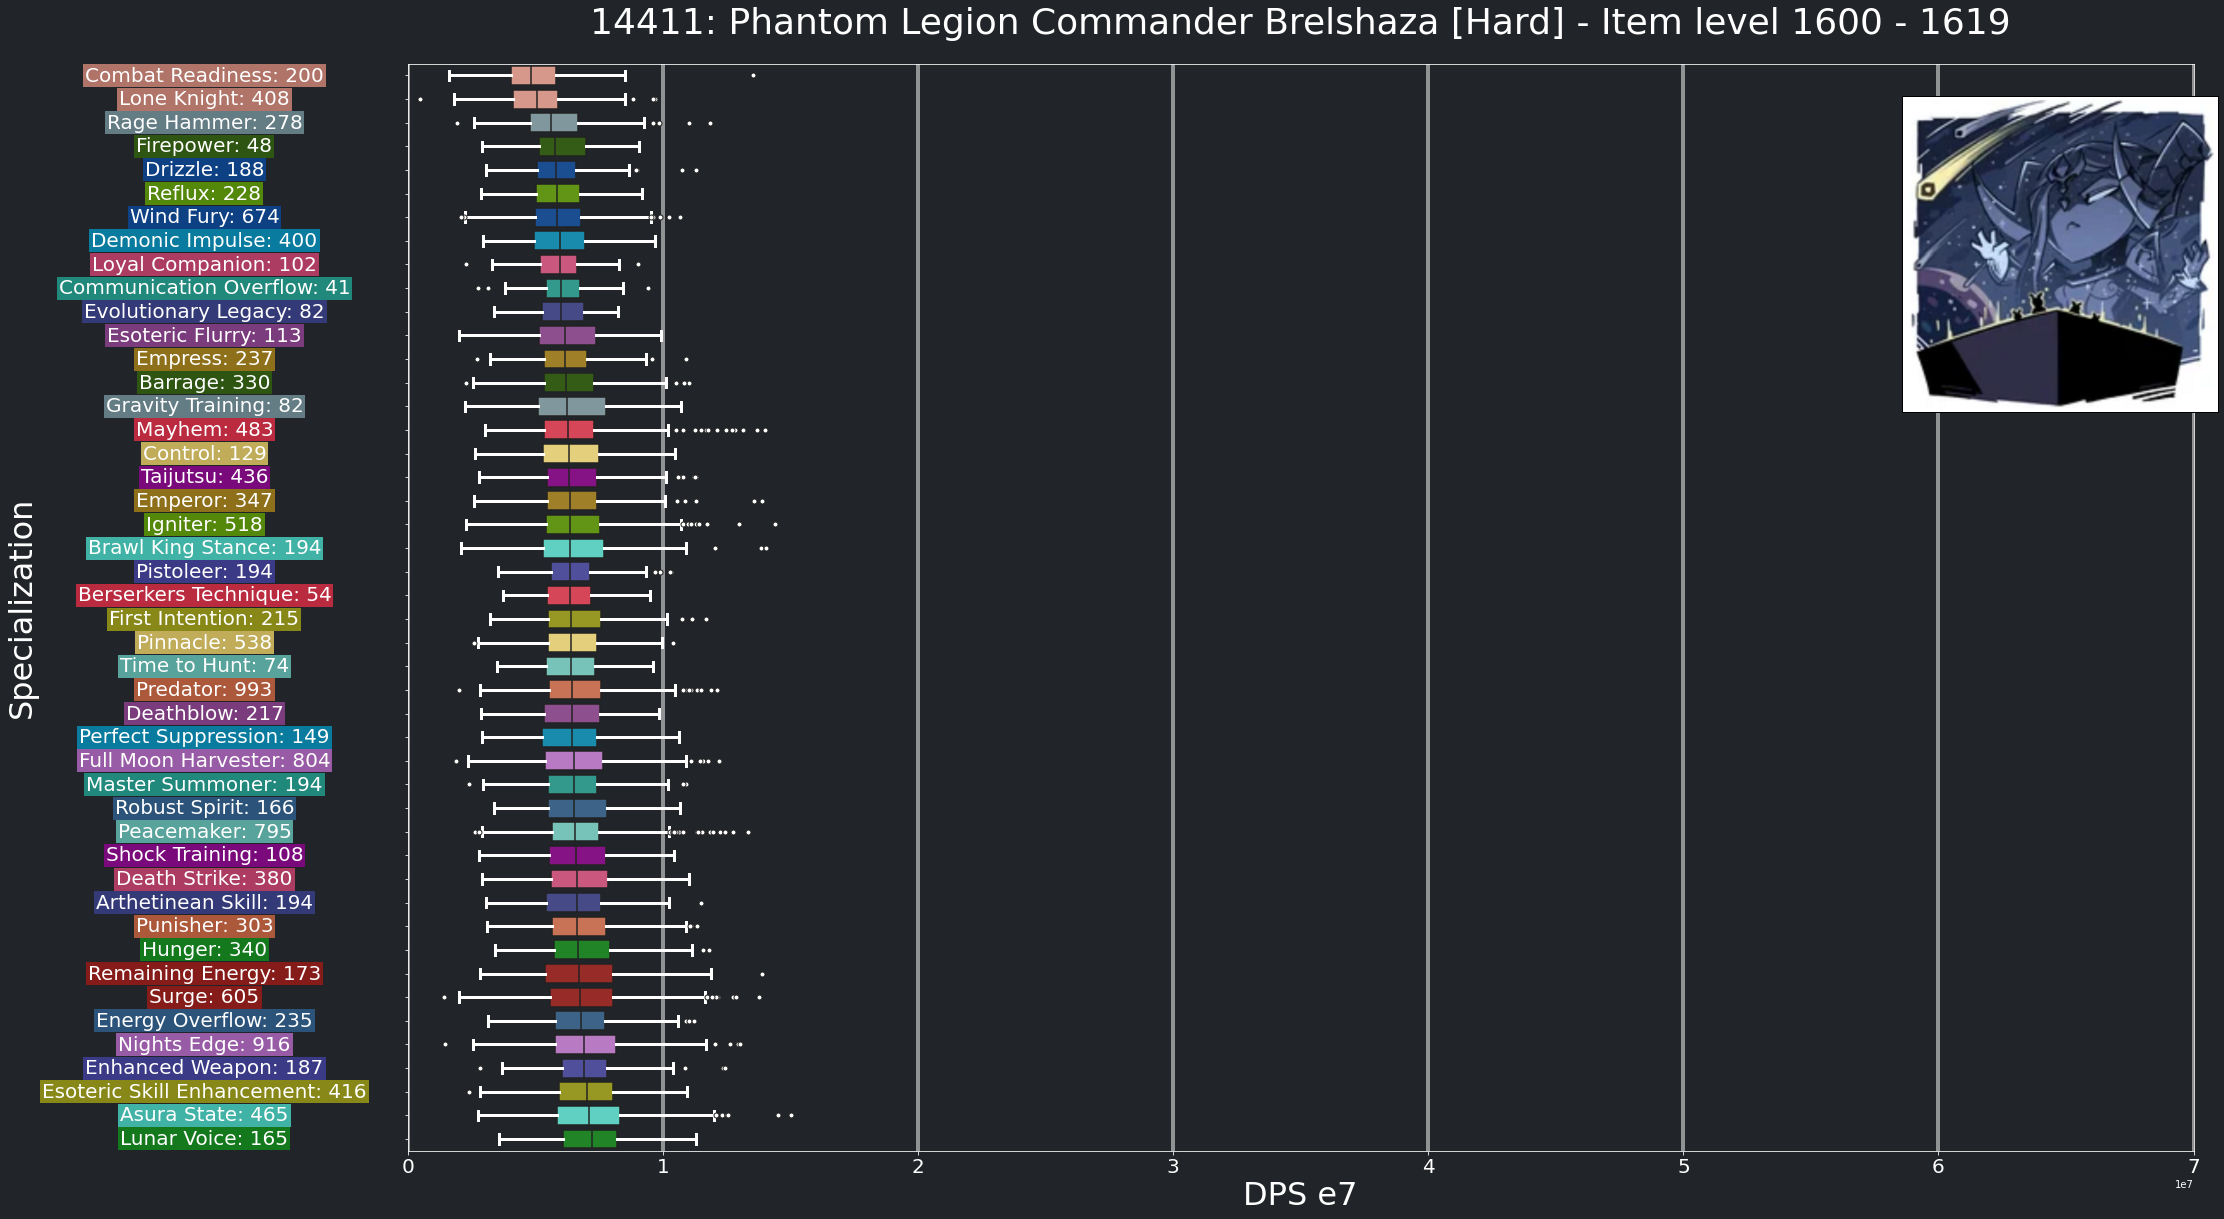 14411: Phantom Legion Commander Brelshaza [Hard] - Item level 1600 - 1619
Specialization
Combat Readiness: 200
Lone Knight: 408
Rage Hammer: 278
Firepower: 48
Drizzle: 188
Reflux: 228
Wind Fury: 674
Demonic Impulse: 400
Loyal Companion: 102
Communication Overflow: 41
Evolutionary Legacy: 82
Esoteric Flurry: 113
Empress: 237
Barrage: 330
Gravity Training: 82
Mayhem: 483
Control: 129
Taijutsu: 436
Emperor: 347
Igniter: 518
Brawl King Stance: 194
Pistoleer: 194
Berserkers Technique: 54
First Intention: 215
Pinnacle: 538
Time to Hunt: 74
Predator: 993
Deathblow: 217
Perfect Suppression: 149
Full Moon Harvester: 804
Master Summoner: 194
Robust Spirit: 166
Peacemaker: 795
Shock Training: 108
Death Strike: 380
Arthetinean Skill: 194
Punisher: 303
Hunger: 340
Remaining Energy: 173
Surge: 605
Energy Overflow: 235
Nights Edge: 916
Enhanced Weapon: 187
Esoteric Skill Enhancement: 416
Asura State: 465
Lunar Voice: 165
0 1 2 3 4 5 6 7
1e7
DPS e7